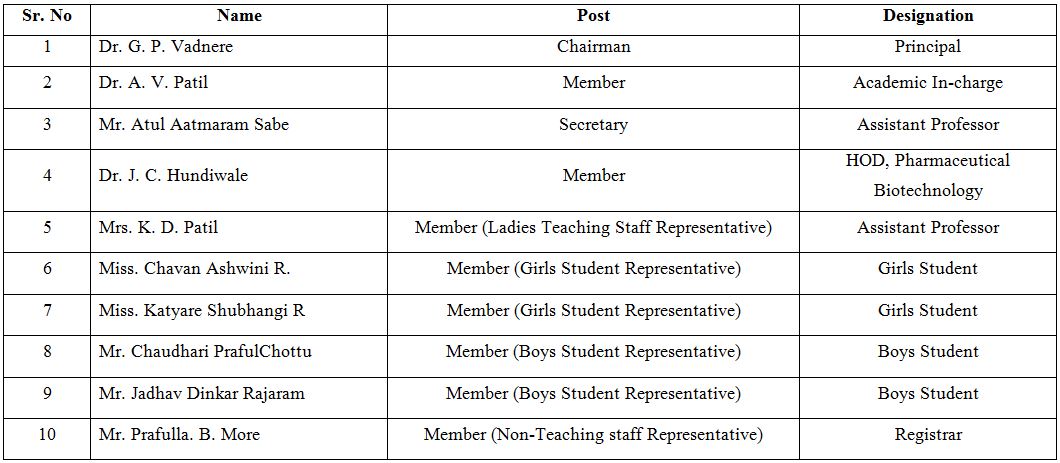 Sr. No Name Post Designation
1 Dr. G. P. Vadnere Chairman Principal
2 Dr. A. V. Patil Member Academic In-charge
3 Mr. Atul Aatmaram Sabe Secretary Assistant Professor
4 Dr. J. C. Hundiwale Member HOD, Pharmaceutical
Biotechnology
5 Mrs. K. D. Patil Member (Ladies Teaching Staff Representative) Assistant Professor
6 Miss. Chavan Ashwini R. Member (Girls Student Representative) Girls Student
7 Miss. Katyare Shubhangi R Member (Girls Student Representative) Girls Student
8 Mr. Chaudhari PrafulChottu Member (Boys Student Representative) Boys Student
9 Mr. Jadhav Dinkar Rajaram Member (Boys Student Representative) Boys Student
10 Mr. Prafulla. B. More Member (Non-Teaching staff Representative) Registrar